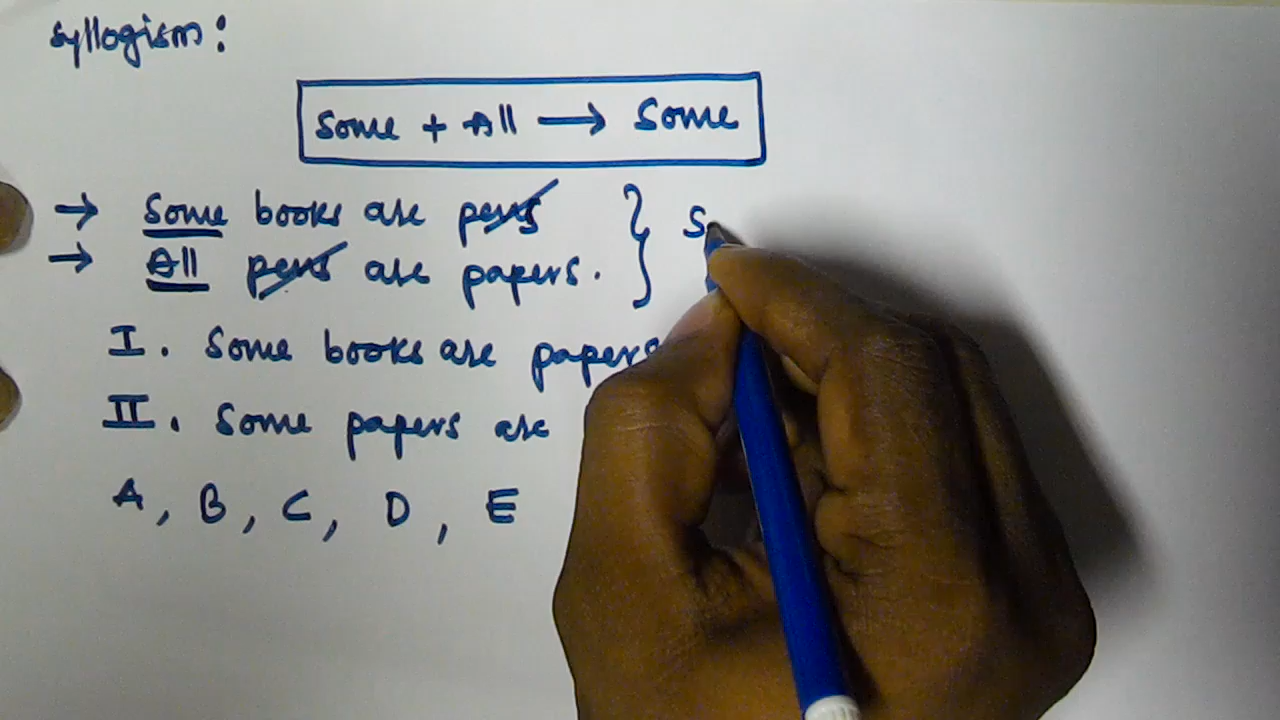 Syllogism:
Some + All → Some
→ Some books are pens } S
→ All pens are papers.
I. Some books are papers
II. Some papers are
A, B, C, D, E